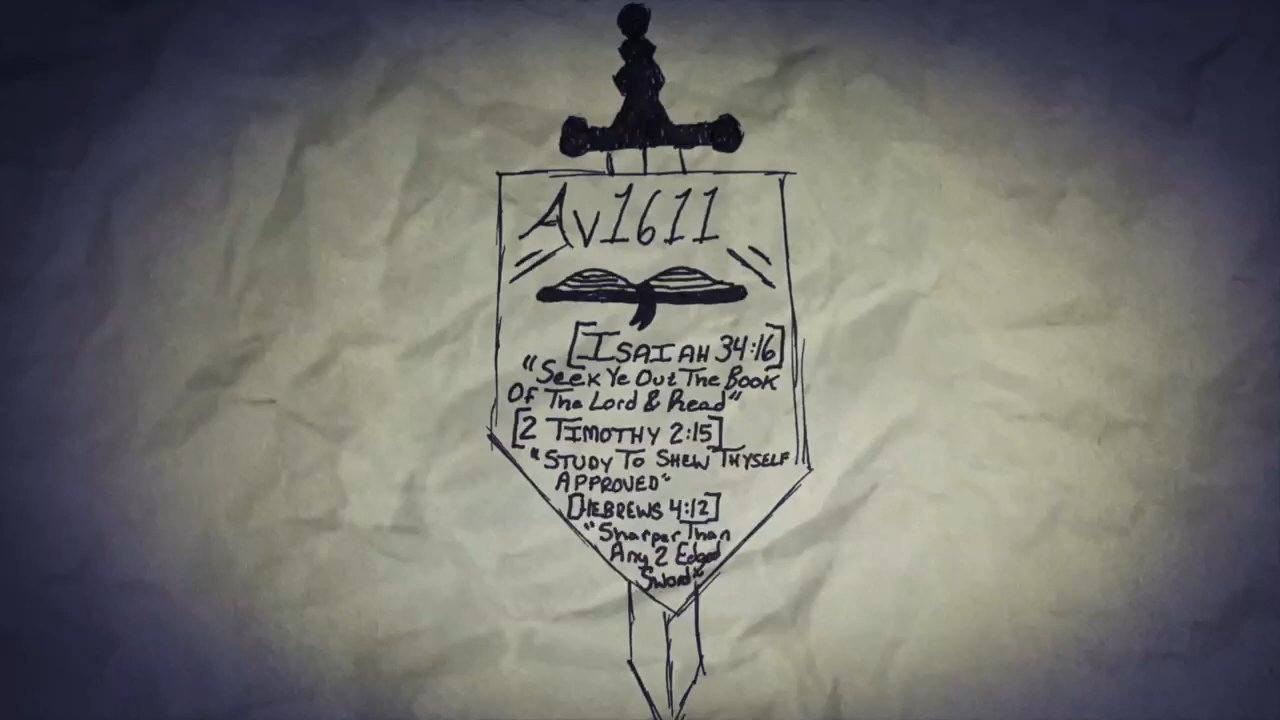 Av1611
[Isaiah 34:16]
"Seek Ye Out The Book
Of The Lord & Read"
[2 Timothy 2:15]
"Study To Shew Thyself
Approved"
[Hebrews 4:12]
"Sharper Than
Any 2 Edged
Sword"